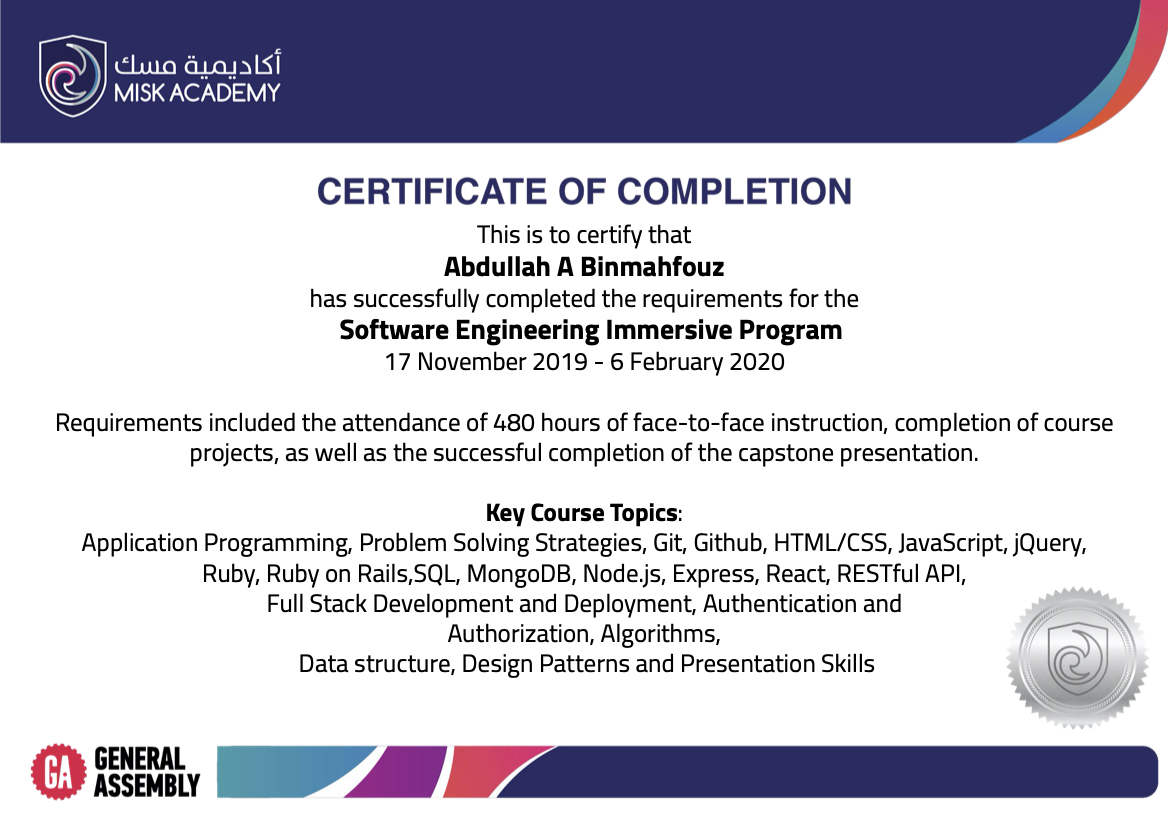 أكاديمية مسك
MISK ACADEMY
CERTIFICATE OF COMPLETION
This is to certify that
Abdullah A Binmahfouz
has successfully completed the requirements for the
Software Engineering Immersive Program
17 November 2019 - 6 February 2020
Requirements included the attendance of 480 hours of face-to-face instruction, completion of course
projects, as well as the successful completion of the capstone presentation.
Key Course Topics:
Application Programming, Problem Solving Strategies, Git, Github, HTML/CSS, JavaScript, jQuery,
Ruby, Ruby on Rails,SQL, MongoDB, Node.js, Express, React, RESTful API,
Full Stack Development and Deployment, Authentication and
Authorization, Algorithms,
Data structure, Design Patterns and Presentation Skills
GA
GENERAL
ASSEMBLY